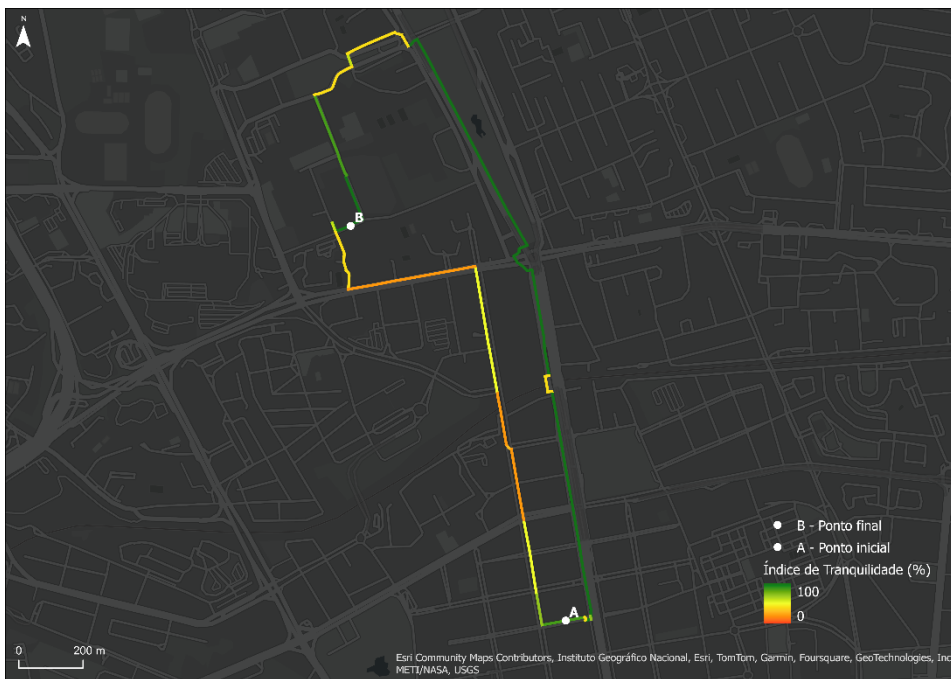 N
B
A
B - Ponto final
A - Ponto inicial
Índice de Tranquilidade (%)
100
0
0
200 m
Esri Community Maps Contributors, Instituto Geográfico Nacional, Esri, TomTom, Garmin, Foursquare, GeoTechnologies, Inc
METI/NASA, USGS